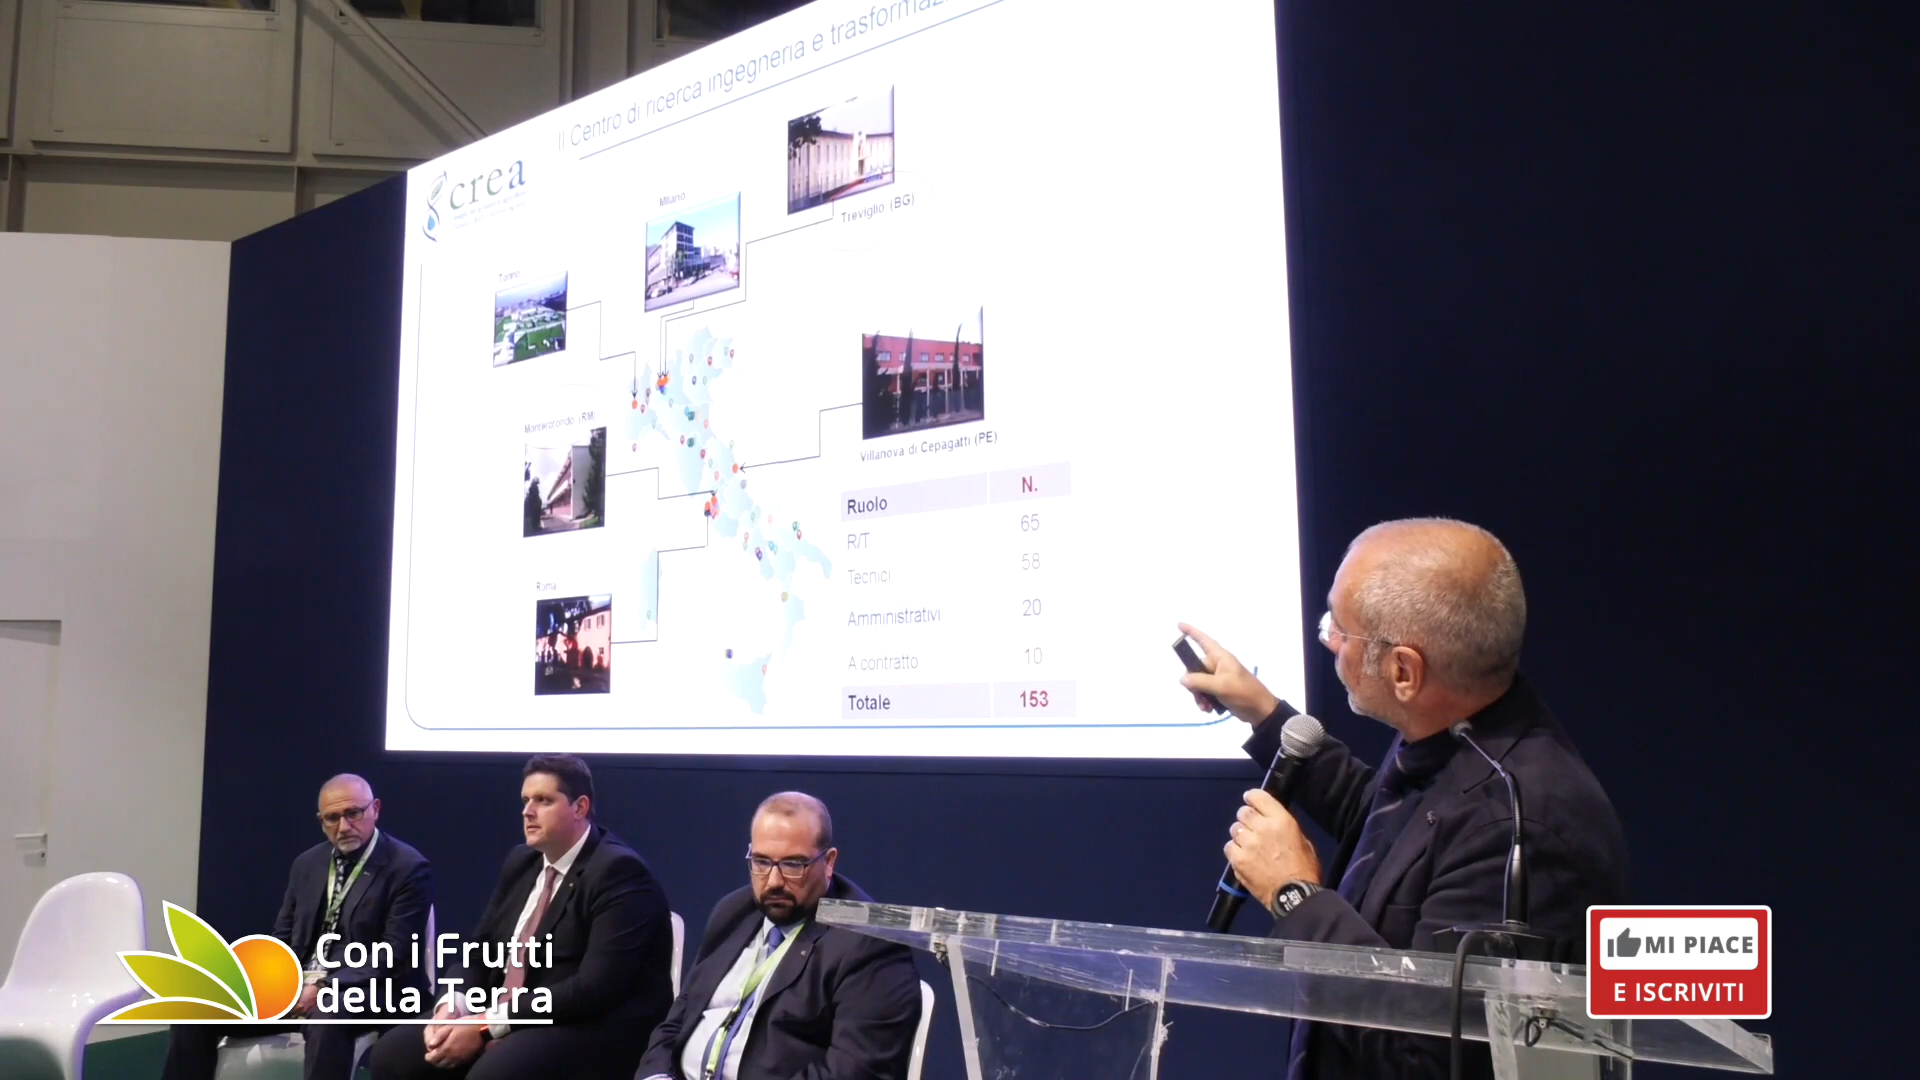 Il Centro di ricerca ingegneria e
crea
Milano
Treviglio (BG)
Torino
Monterotondo (RM)
Villanova di Cepagatti (PE)
Roma
Ruolo N.
R/T 65
Tecnici 58
Amministrativi 20
A contratto 10
Totale 153
Con i Frutti
della Terra
MI PIACE
E ISCRIVITI